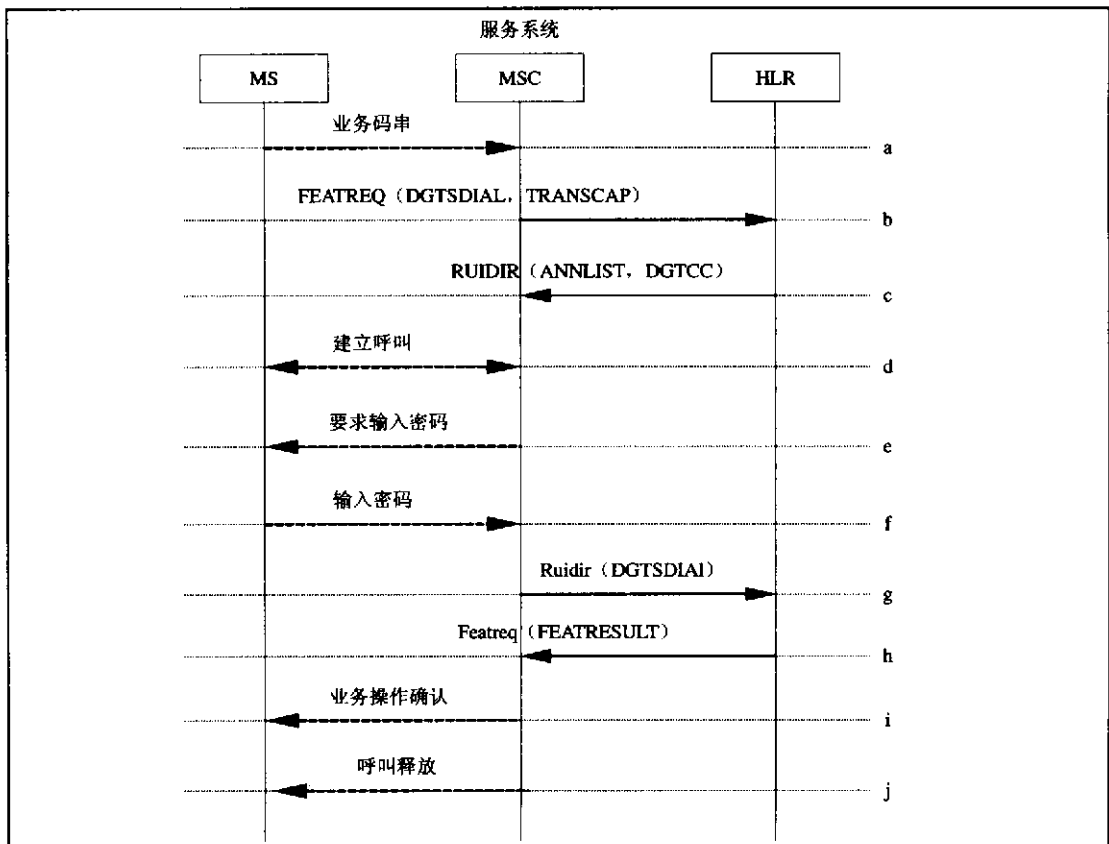 服务系统
MS
MSC
HLR
业务码串
a
FEATREQ（DGTSDIAL，TRANSCAP）
b
RUIDIR（ANNLIST，DGTCC）
c
建立呼叫
d
要求输入密码
e
输入密码
f
Ruidir（DGTSDIAl）
g
Featreq（FEATRESULT）
h
业务操作确认
i
呼叫释放
j